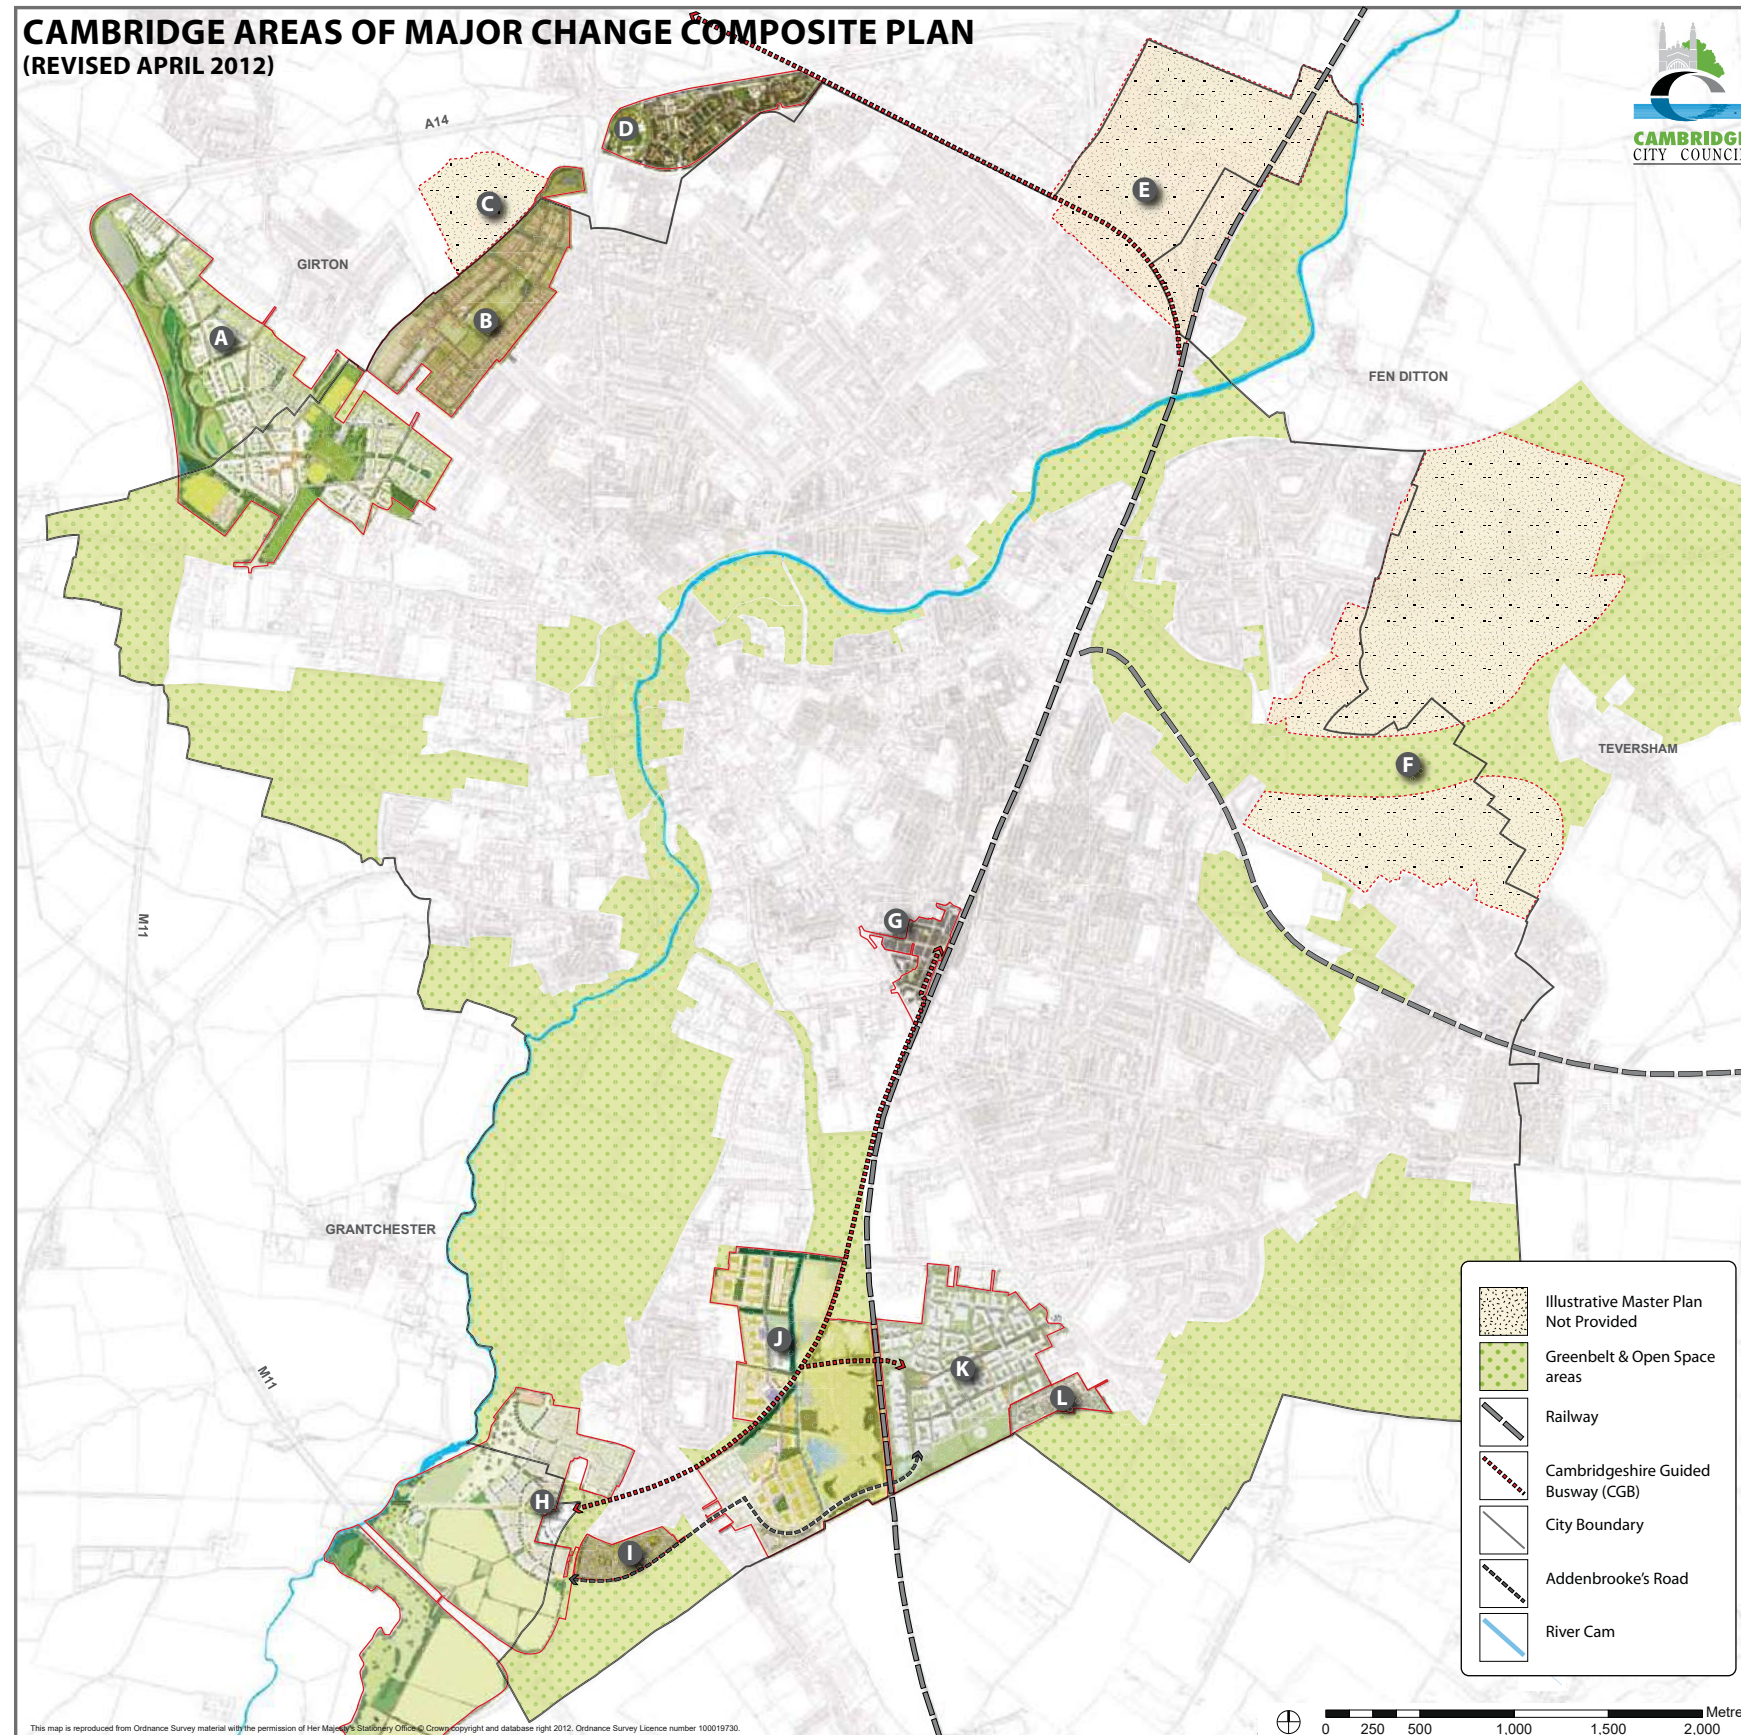 CAMBRIDGE AREAS OF MAJOR CHANGE COMPOSITE PLAN
(REVISED APRIL 2012)
CAMBRIDGE
CITY COUNCIL
A14
D
E
C
GIRTON
B
A
FEN DITTON
TEVERSHAM
F
M11
G
GRANTCHESTER
J
K
M11
L
H
I
Illustrative Master Plan
Not Provided
Greenbelt & Open Space
areas
Railway
Cambridgeshire Guided
Busway (CGB)
City Boundary
Addenbrooke's Road
River Cam
Metre
0 250 500 1,000 1,500 2,000
This map is reproduced from Ordnance Survey material with the permission of Her Majesty's Stationery Office © Crown copyright and database right 2012. Ordnance Survey Licence number 100019730.